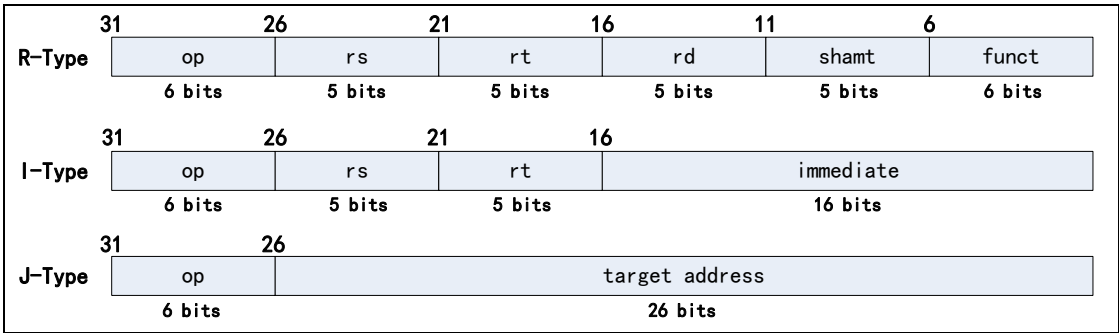 31 26 21 16 11 6
R-Type op rs rt rd shamt funct
6 bits 5 bits 5 bits 5 bits 5 bits 6 bits
31 26 21 16
I-Type op rs rt immediate
6 bits 5 bits 5 bits 16 bits
31 26
J-Type op target address
6 bits 26 bits